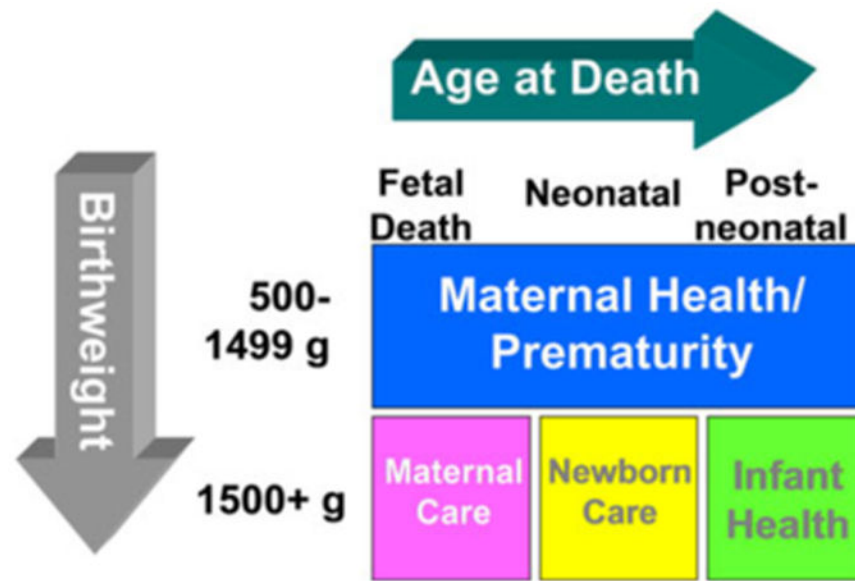 Age at Death
Birthweight
Fetal
Death
Neonatal
Post-
neonatal
500-
1499 g
Maternal Health/
Prematurity
1500+ g
Maternal
Care
Newborn
Care
Infant
Health